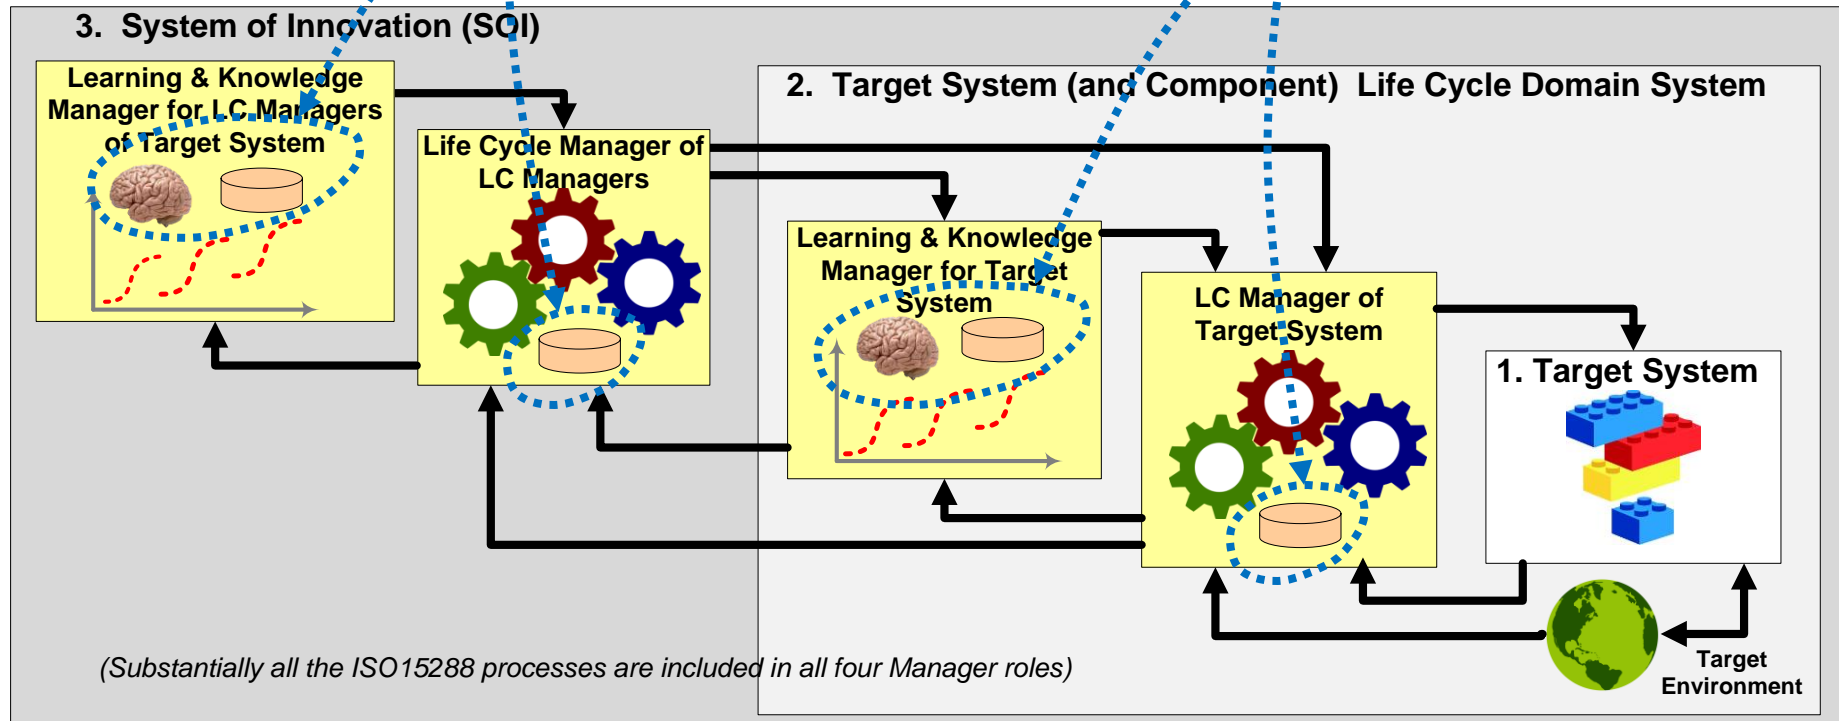 3. System of Innovation (SOI)
Learning & Knowledge
Manager for LC Managers
of Target System
2. Target System (and Component) Life Cycle Domain System
Life Cycle Manager of
LC Managers
Learning & Knowledge
Manager for Target
System
LC Manager of
Target System
1. Target System
(Substantially all the ISO15288 processes are included in all four Manager roles)
Target
Environment